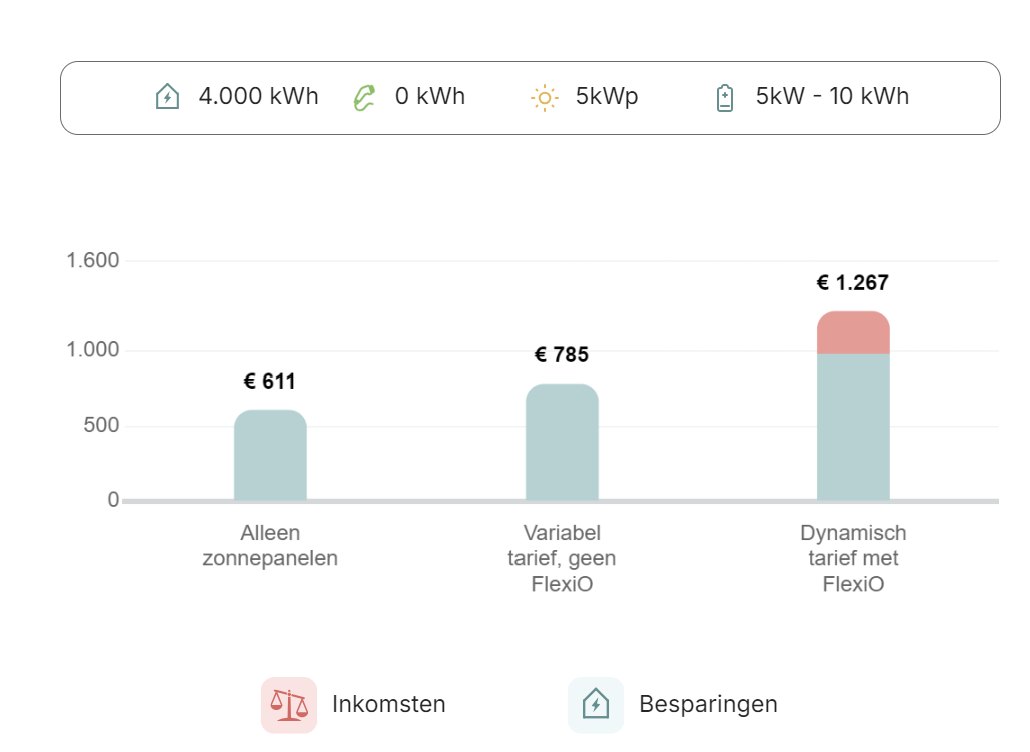 4.000 kWh 0 kWh 5kWp 5kW - 10 kWh
1.600
€ 1.267
1.000
€ 785
€ 611
500
0
Alleen
zonnepanelen
Variabel
tarief, geen
FlexiO
Dynamisch
tarief met
FlexiO
Inkomsten
Besparingen